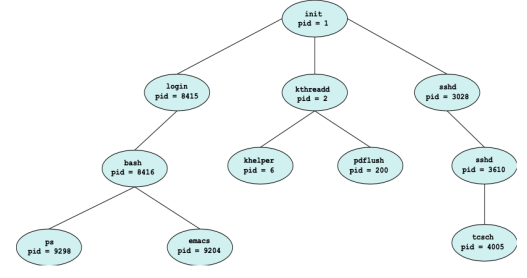 init
pid = 1
login
pid = 8415
kthreadd
pid = 2
sshd
pid = 3028
bash
pid = 8416
khelper
pid = 6
pdflush
pid = 200
sshd
pid = 3610
ps
pid = 9298
emacs
pid = 9204
tcsch
pid = 4005